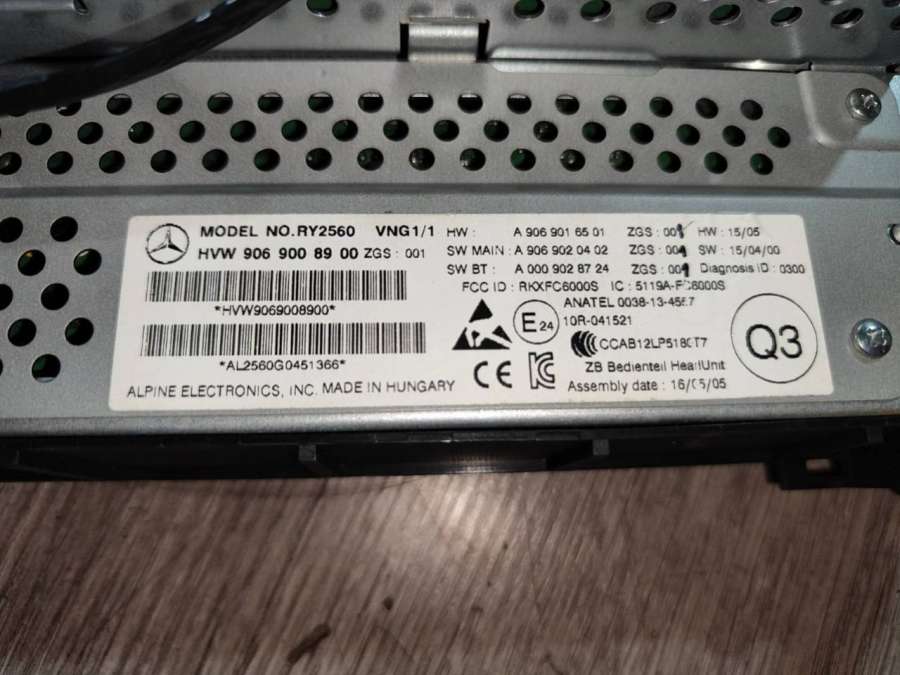 MODEL NO.RY2560 VNG1/1
HVW 906 900 89 00 ZGS : 001
*HVW9069008900*
*AL2560G0451366*
ALPINE ELECTRONICS, INC. MADE IN HUNGARY
HW : A 906 901 65 01 ZGS : 001 HW : 15/05
SW MAIN : A 906 902 04 02 ZGS : 001 SW : 15/04/00
SW BT : A 000 902 87 24 ZGS : 001 Diagnosis ID : 0300
FCC ID : RKXFC6000S IC : 5119A-FC6000S
ANATEL 0038-13-4567
E24
10R-041521
CCAB12LP5180T7
CE
ZB Bedienteil HeadUnit
Assembly date : 16/05/05
Q3